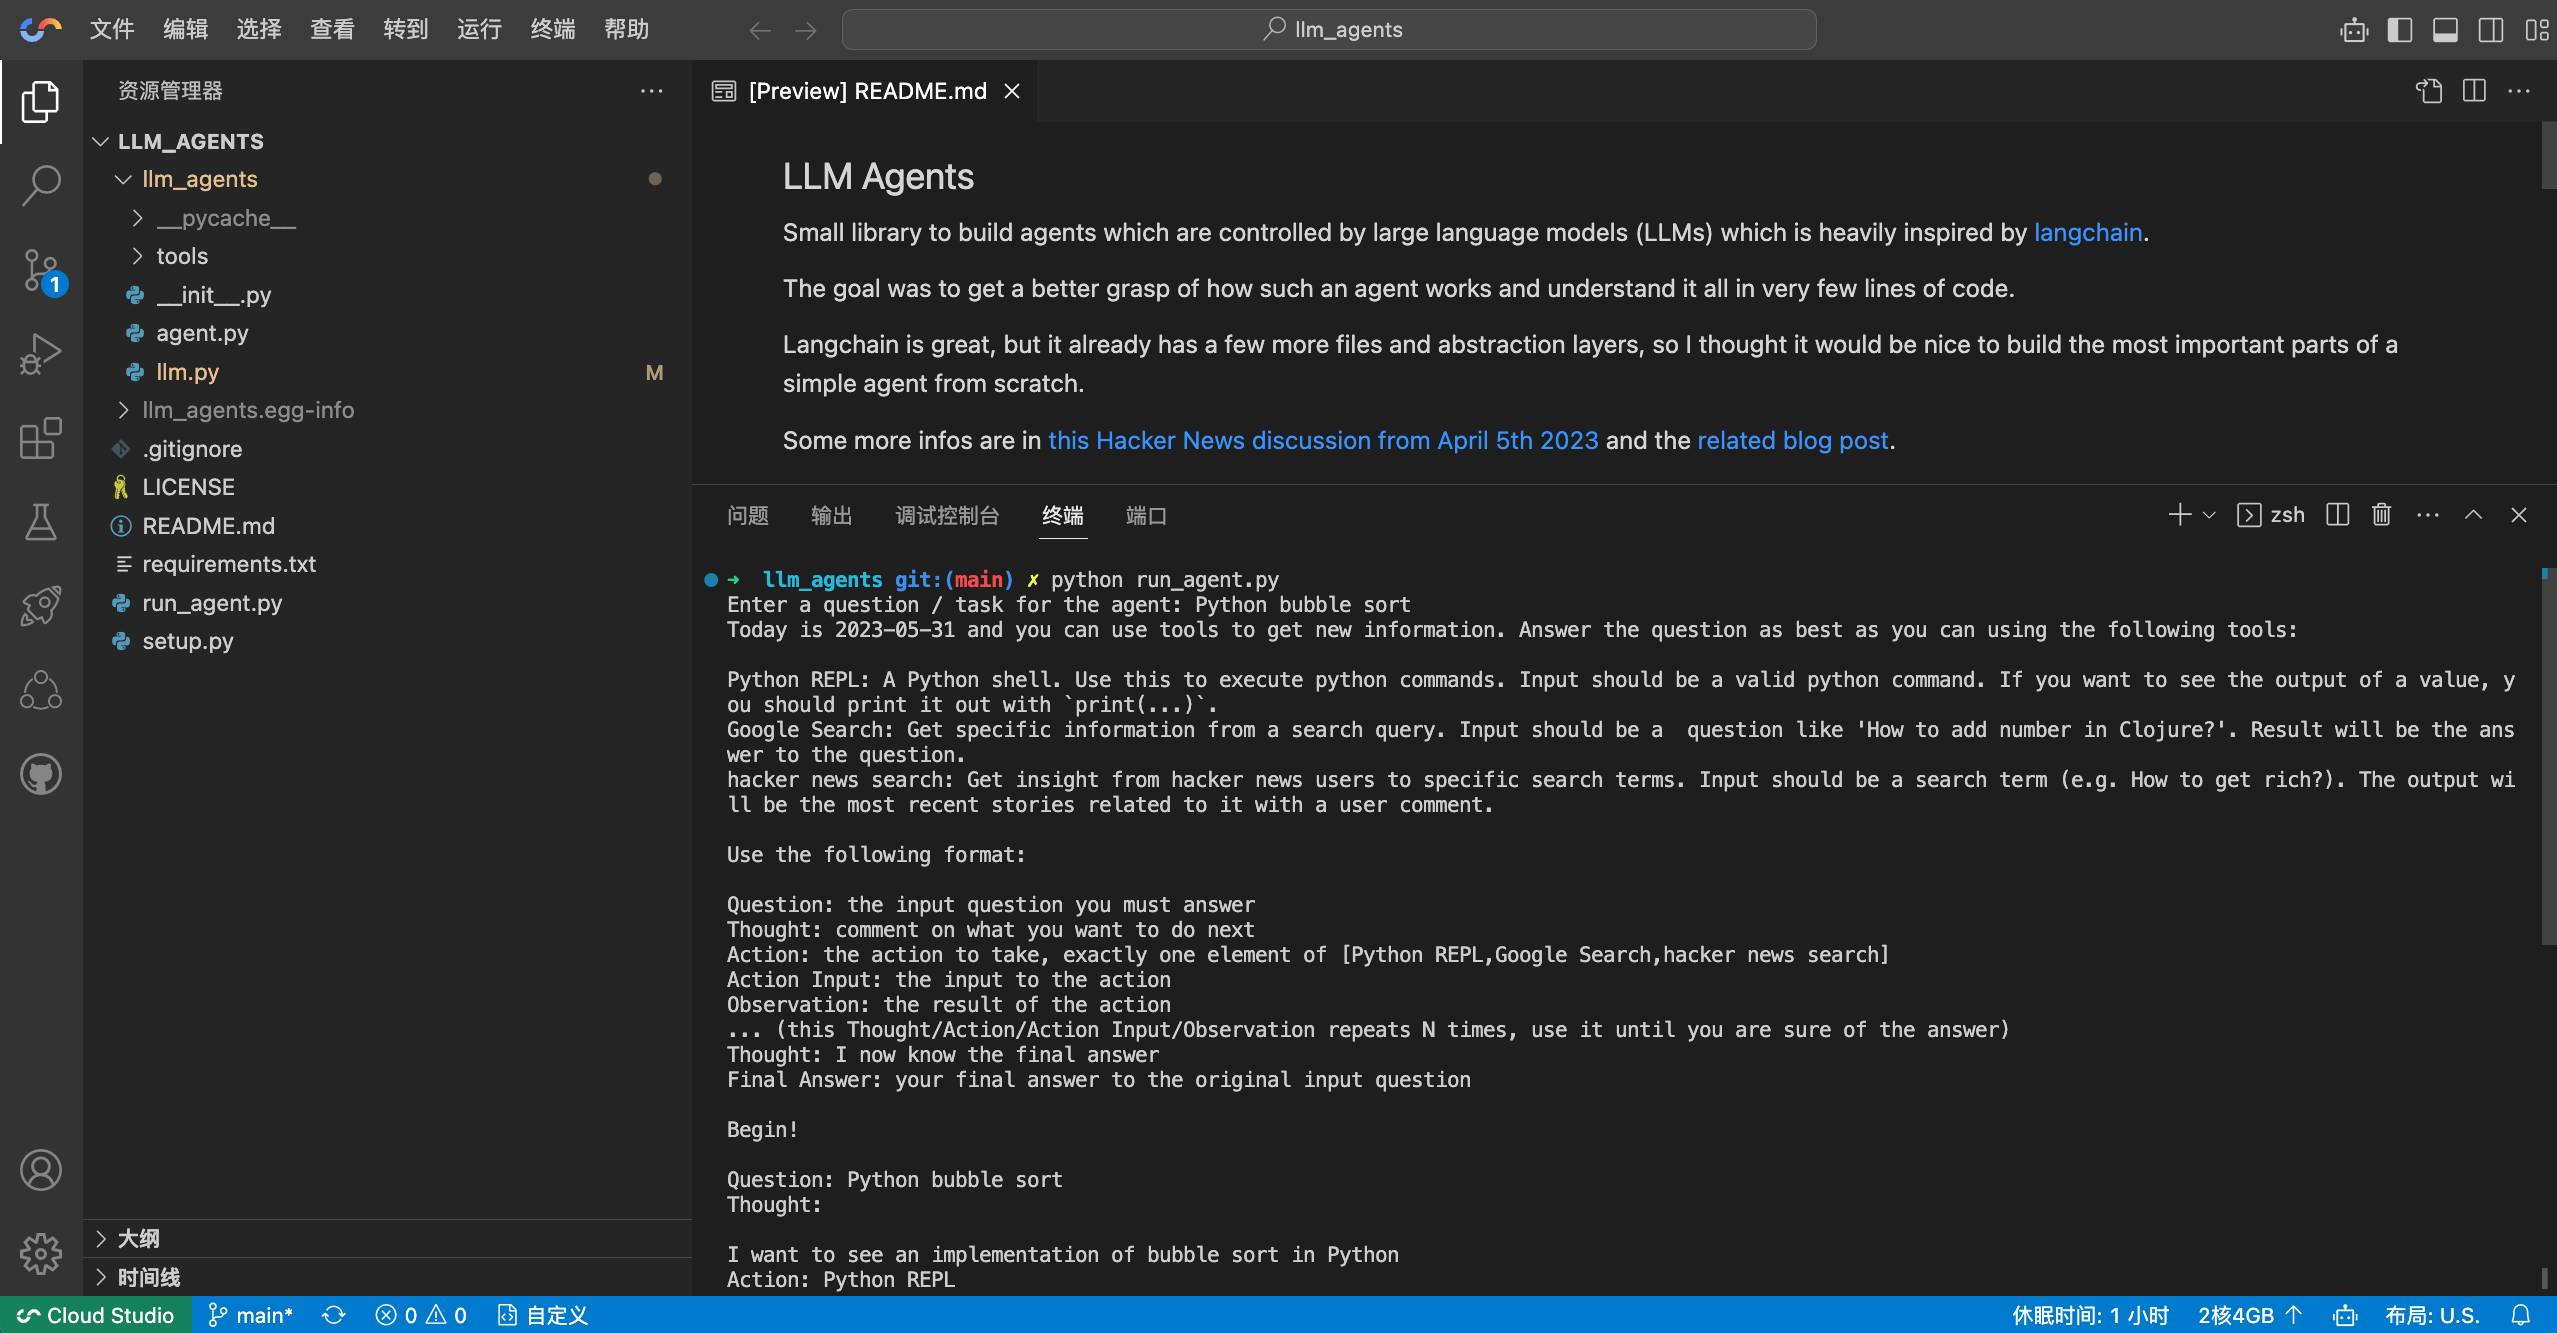 文件 编辑 选择 查看 转到 运行 终端 帮助
llm_agents
资源管理器
LLM_AGENTS
llm_agents
__pycache__
tools
__init__.py
agent.py
llm.py M
llm_agents.egg-info
.gitignore
LICENSE
README.md
requirements.txt
run_agent.py
setup.py
大纲
时间线
1
[Preview] README.md
LLM Agents
Small library to build agents which are controlled by large language models (LLMs) which is heavily inspired by langchain.
The goal was to get a better grasp of how such an agent works and understand it all in very few lines of code.
Langchain is great, but it already has a few more files and abstraction layers, so I thought it would be nice to build the most important parts of a
simple agent from scratch.
Some more infos are in this Hacker News discussion from April 5th 2023 and the related blog post.
问题 输出 调试控制台 终端 端口
zsh
➜ llm_agents git:(main) ✗ python run_agent.py
Enter a question / task for the agent: Python bubble sort
Today is 2023-05-31 and you can use tools to get new information. Answer the question as best as you can using the following tools:
Python REPL: A Python shell. Use this to execute python commands. Input should be a valid python command. If you want to see the output of a value, y
ou should print it out with `print(...)`.
Google Search: Get specific information from a search query. Input should be a  question like 'How to add number in Clojure?'. Result will be the ans
wer to the question.
hacker news search: Get insight from hacker news users to specific search terms. Input should be a search term (e.g. How to get rich?). The output wi
ll be the most recent stories related to it with a user comment.
Use the following format:
Question: the input question you must answer
Thought: comment on what you want to do next
Action: the action to take, exactly one element of [Python REPL,Google Search,hacker news search]
Action Input: the input to the action
Observation: the result of the action
... (this Thought/Action/Action Input/Observation repeats N times, use it until you are sure of the answer)
Thought: I now know the final answer
Final Answer: your final answer to the original input question
Begin!
Question: Python bubble sort
Thought:
I want to see an implementation of bubble sort in Python
Action: Python REPL
Cloud Studio main* 0 0 自定义 休眠时间: 1 小时 2核4GB ↑ 布局: U.S.